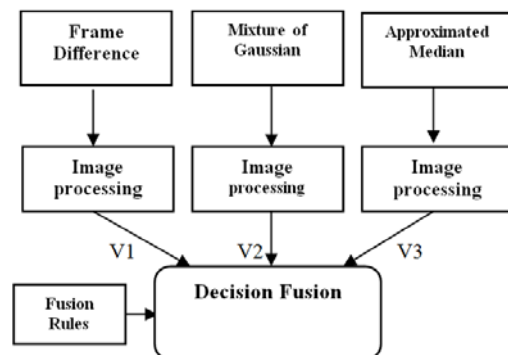 Frame
Difference
Mixture of
Gaussian
Approximated
Median
Image
processing
Image
processing
Image
processing
V1
V2
V3
Decision Fusion
Fusion
Rules